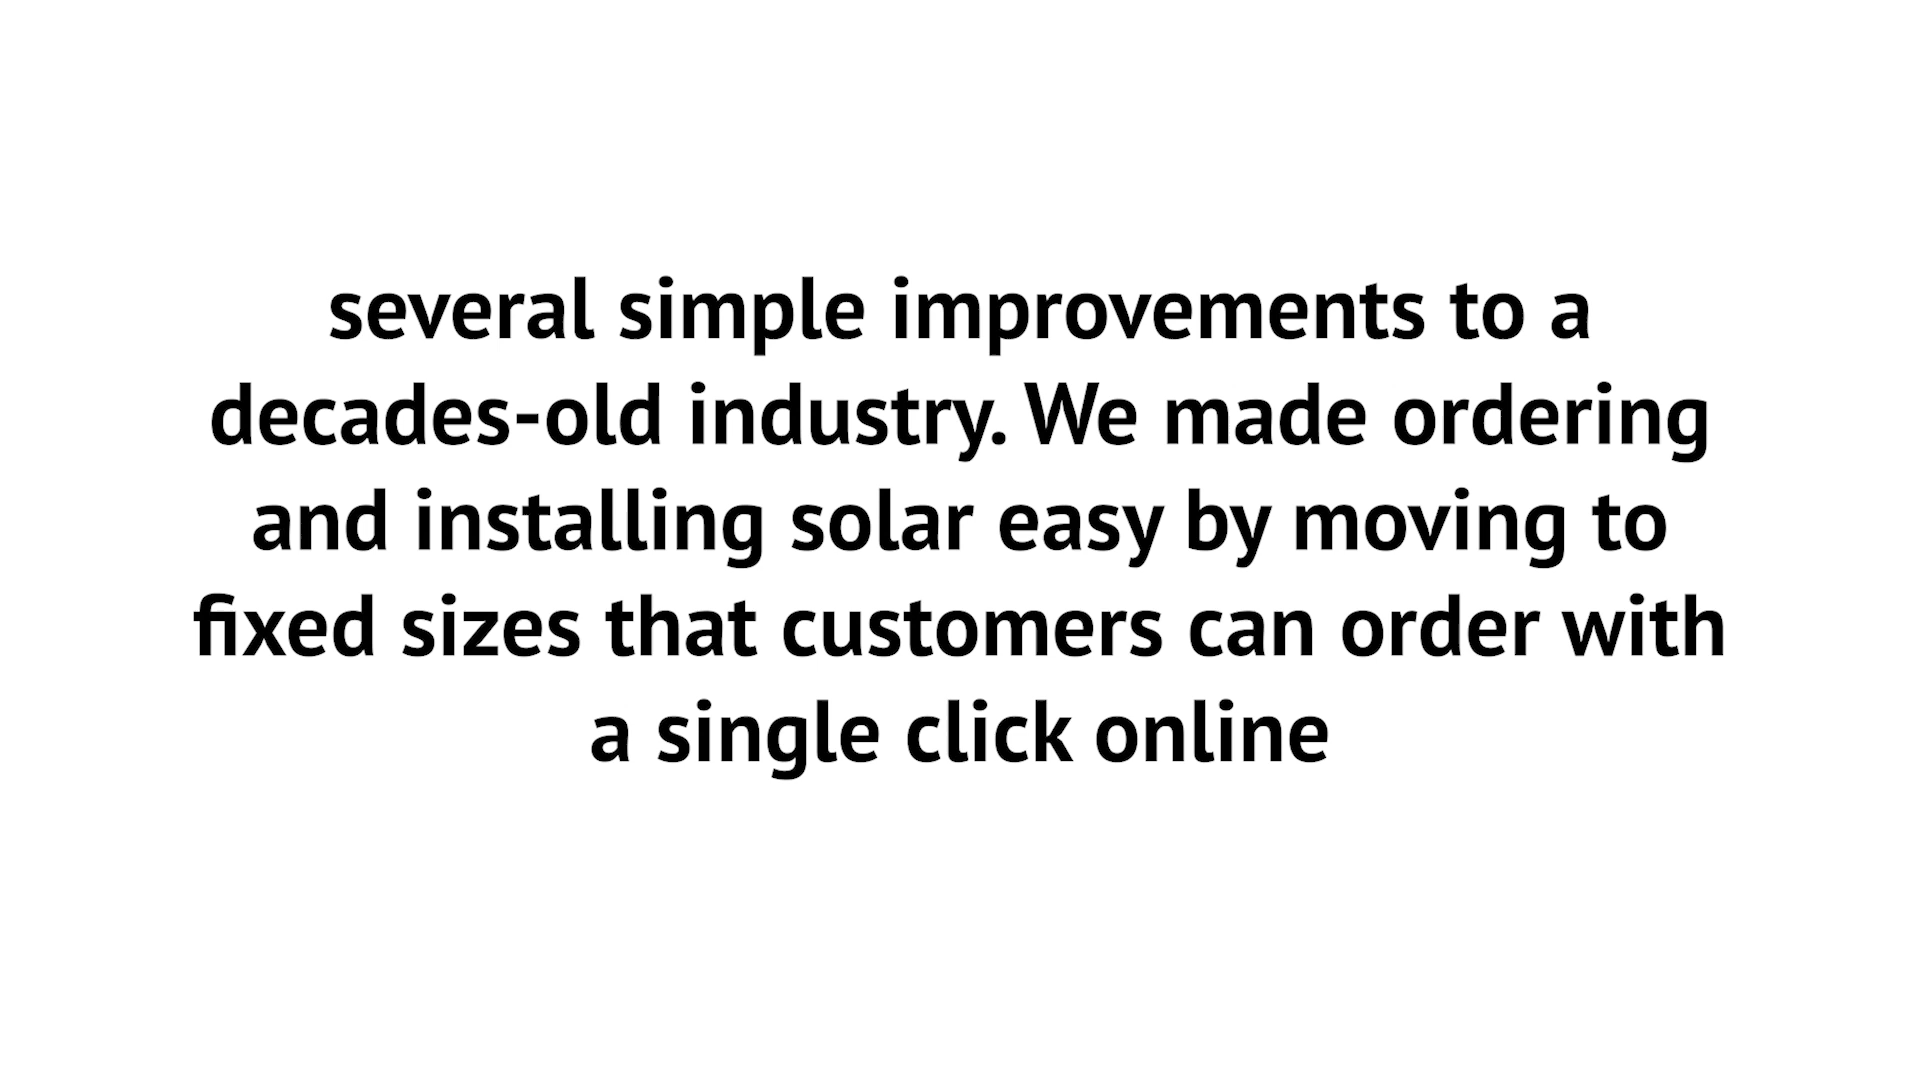 several simple improvements to a
decades-old industry. We made ordering
and installing solar easy by moving to
fixed sizes that customers can order with
a single click online